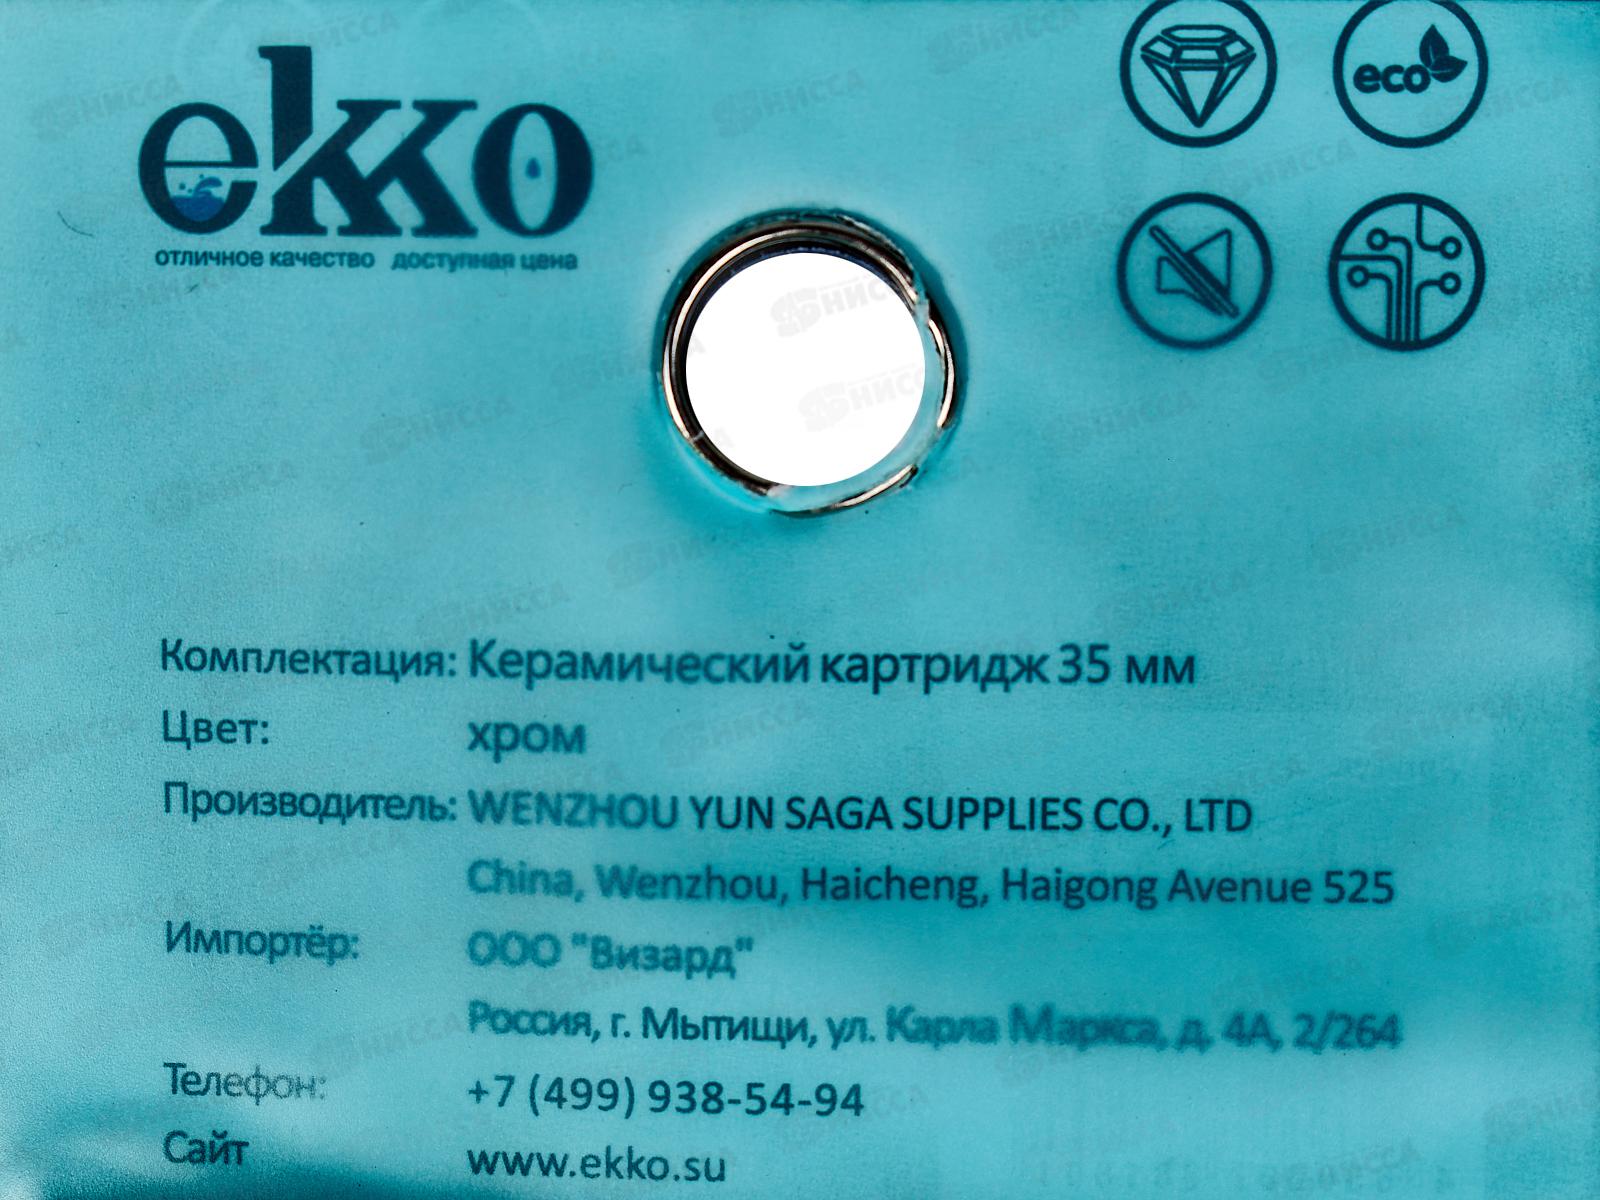 ekko
отличное качество доступная цена
eco
Комплектация: Керамический картридж 35 мм
Цвет: хром
Производитель: WENZHOU YUN SAGA SUPPLIES CO., LTD
China, Wenzhou, Haicheng, Haigong Avenue 525
Импортёр: ООО "Визард"
Россия, г. Мытищи, ул. Карла Маркса, д. 4А, 2/264
Телефон: +7 (499) 938-54-94
Сайт www.ekko.su